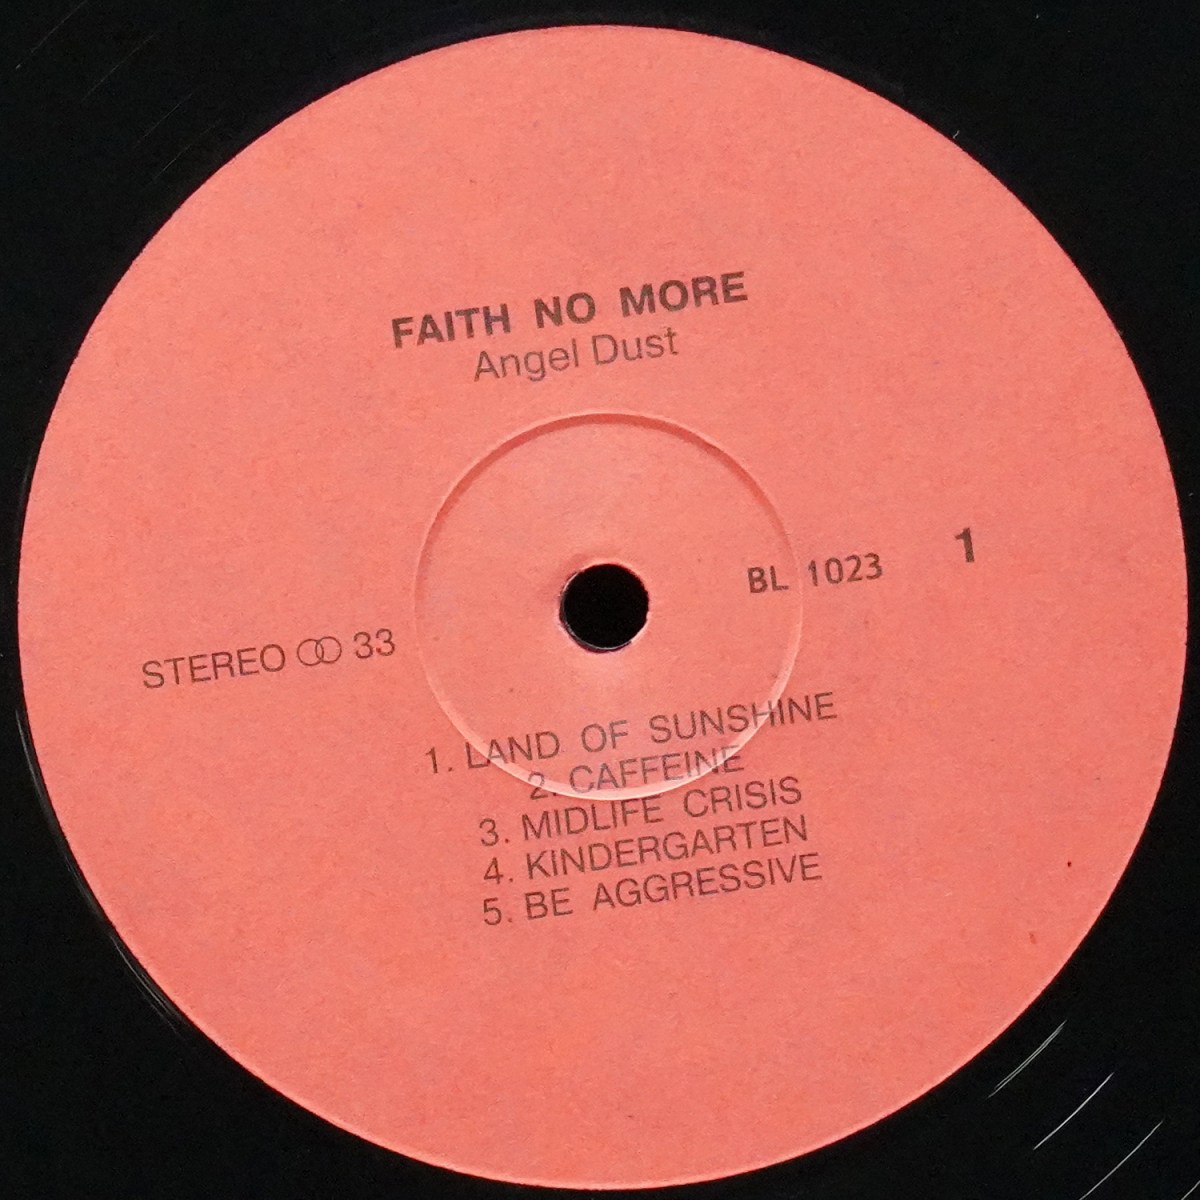 FAITH NO MORE
Angel Dust
BL 1023 1
STEREO 33
1. LAND OF SUNSHINE
2. CAFFEINE
3. MIDLIFE CRISIS
4. KINDERGARTEN
5. BE AGGRESSIVE